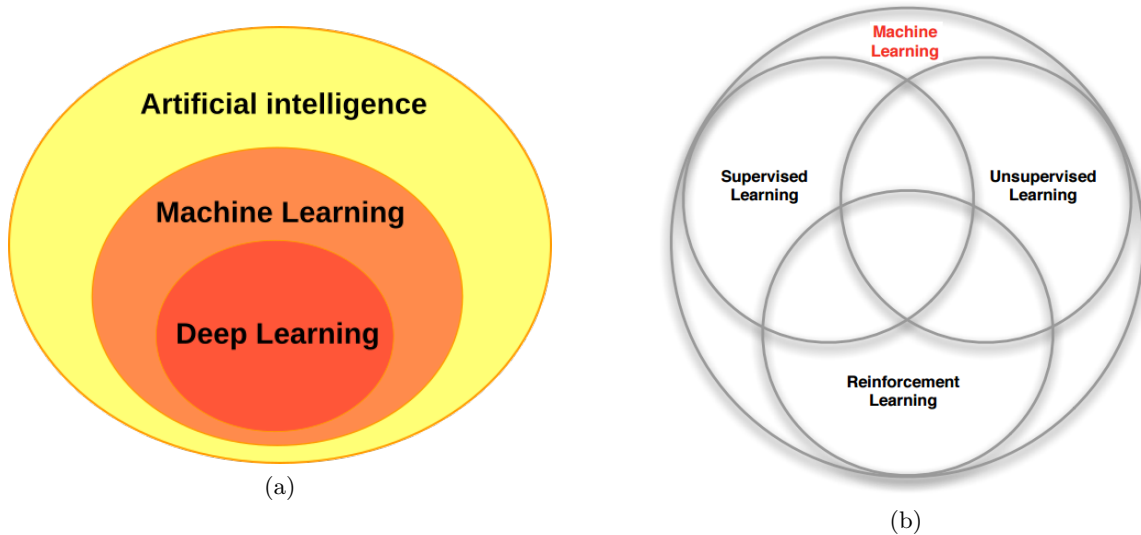 Artificial intelligence
Machine Learning
Deep Learning
(a)
Machine
Learning
Supervised
Learning
Unsupervised
Learning
Reinforcement
Learning
(b)